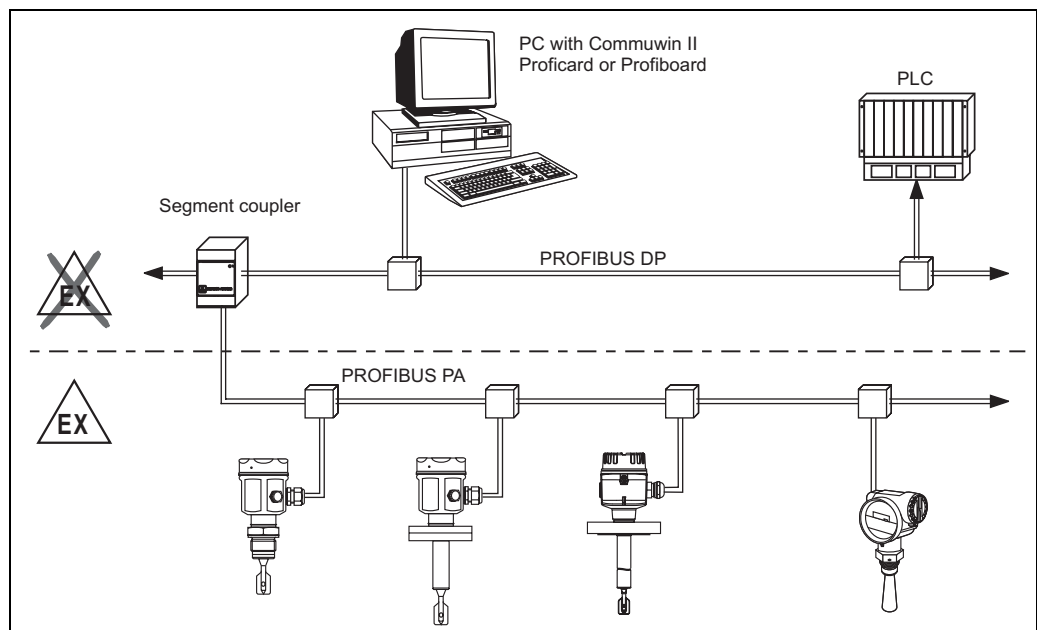 PC with Commuwin II
Proficard or Profiboard
PLC
Segment coupler
PROFIBUS DP
EX
PROFIBUS PA
EX